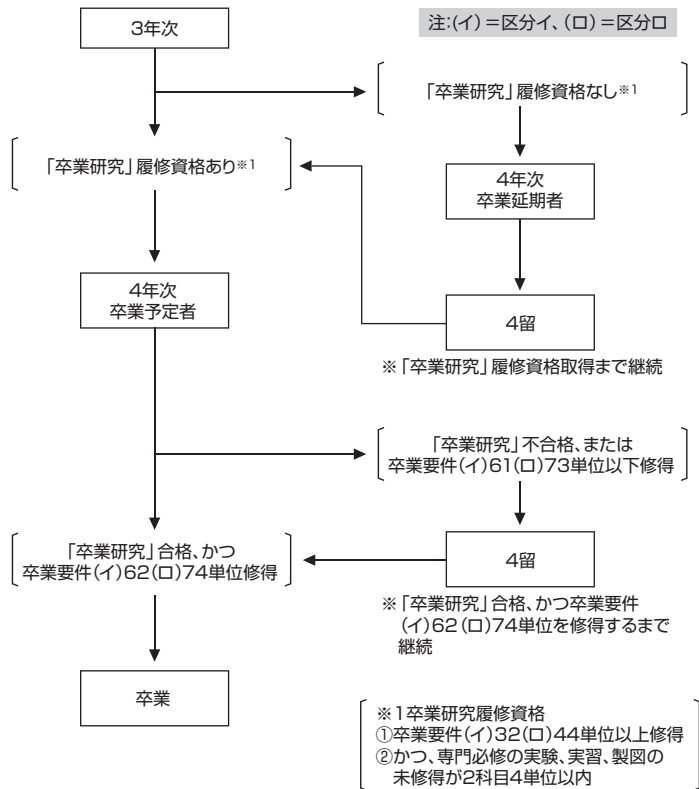 3年次
注:(イ)=区分イ、(ロ)=区分ロ
「卒業研究」履修資格なし※1
「卒業研究」履修資格あり※1
4年次
卒業延期者
4年次
卒業予定者
4留
※「卒業研究」履修資格取得まで継続
「卒業研究」不合格、または
卒業要件(イ)61(ロ)73単位以下修得
「卒業研究」合格、かつ
卒業要件(イ)62(ロ)74単位修得
4留
※「卒業研究」合格、かつ卒業要件
(イ)62(ロ)74単位を修得するまで
継続
卒業
※1卒業研究履修資格
①卒業要件(イ)32(ロ)44単位以上修得
②かつ、専門必修の実験、実習、製図の
未修得が2科目4単位以内